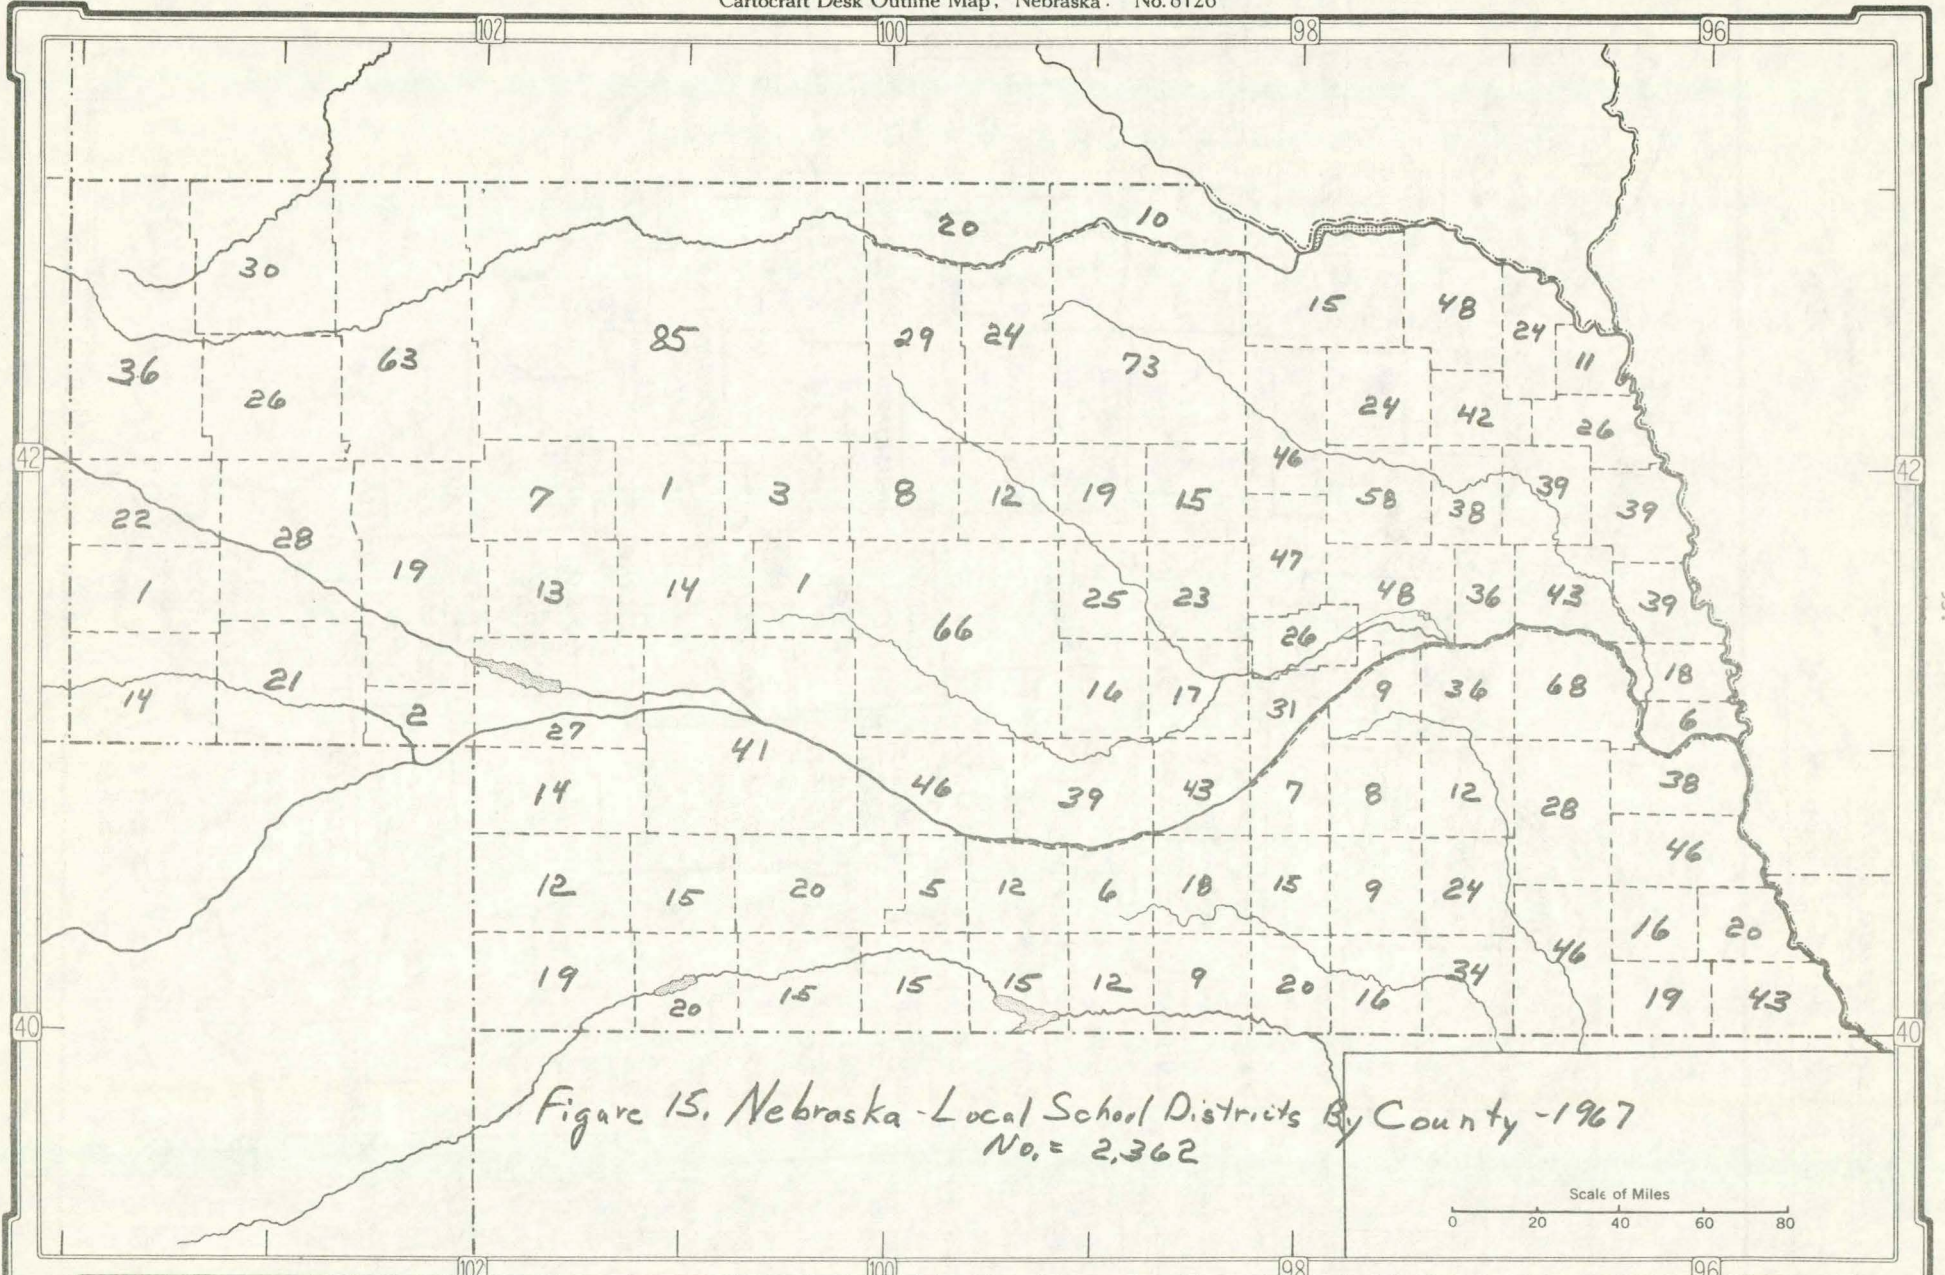 Cartocraft Desk Outline Map, Nebraska. No. 8126
102 100 98 96
20 10
30
15 48
85 29 24 24
36 63 73 11
26 24 42 26
42 42
46
7 1 3 8 12 19 15 58 38 39 39
22 28
19 47
1 13 14 1 25 23 48 36 43 39
66 26
21 16 17 9 36 68 18
14 2 31 6
27
41
14 46 39 43 7 8 12 28 38
46
12 15 20 5 12 6 18 15 9 24
16 20
46
19 20 15 15 15 12 9 20 16 34 19 43
40 40
Figure 15. Nebraska - Local School Districts By County - 1967
No. = 2,362
Scale of Miles
0 20 40 60 80
102 100 98 96